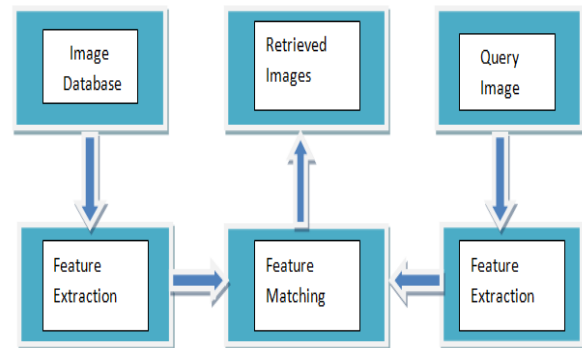 Image
Database
Retrieved
Images
Query
Image
Feature
Extraction
Feature
Matching
Feature
Extraction